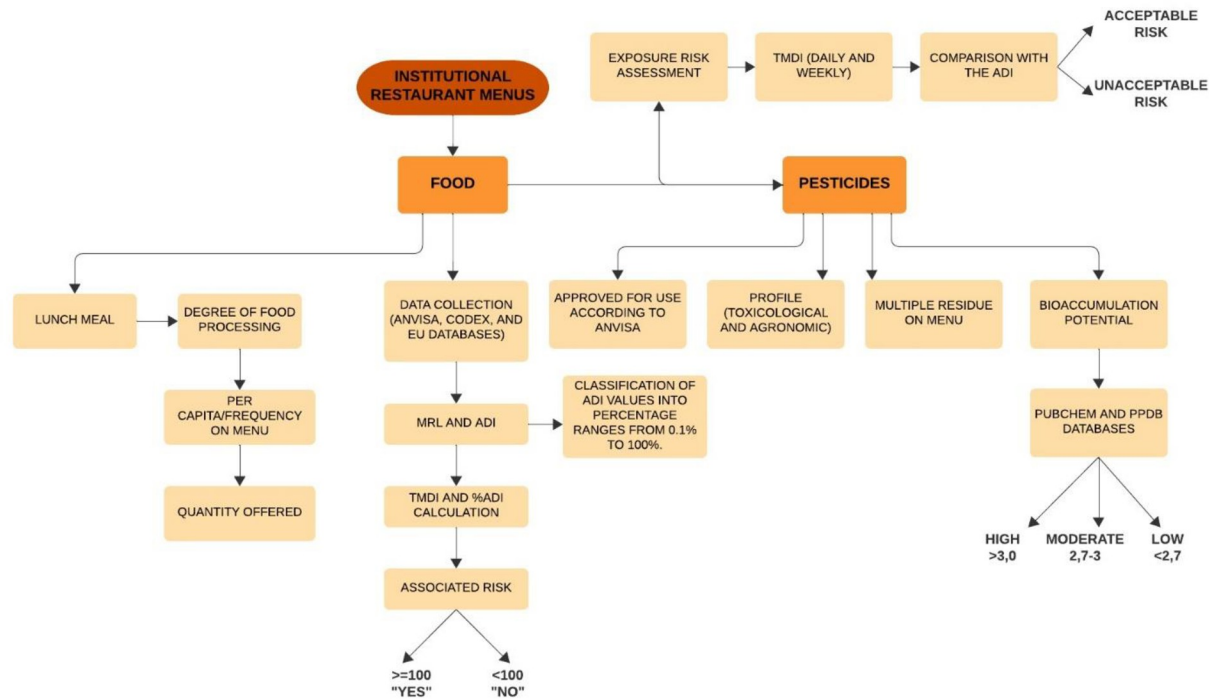 INSTITUTIONAL
RESTAURANT MENUS
EXPOSURE RISK
ASSESSMENT
TMDI (DAILY AND
WEEKLY)
COMPARISON WITH
THE ADI
ACCEPTABLE
RISK
UNACCEPTABLE
RISK
FOOD
PESTICIDES
LUNCH MEAL
DEGREE OF FOOD
PROCESSING
PER
CAPITA/FREQUENCY
ON MENU
QUANTITY OFFERED
DATA COLLECTION
(ANVISA, CODEX, AND
EU DATABASES)
MRL AND ADI
CLASSIFICATION OF
ADI VALUES INTO
PERCENTAGE
RANGES FROM 0.1%
TO 100%.
TMDI AND %ADI
CALCULATION
ASSOCIATED RISK
>=100
"YES"
<100
"NO"
APPROVED FOR USE
ACCORDING TO
ANVISA
PROFILE
(TOXICOLOGICAL
AND AGRONOMIC)
MULTIPLE RESIDUE
ON MENU
BIOACCUMULATION
POTENTIAL
PUBCHEM AND PPDB
DATABASES
HIGH
>3,0
MODERATE
2,7-3
LOW
<2,7